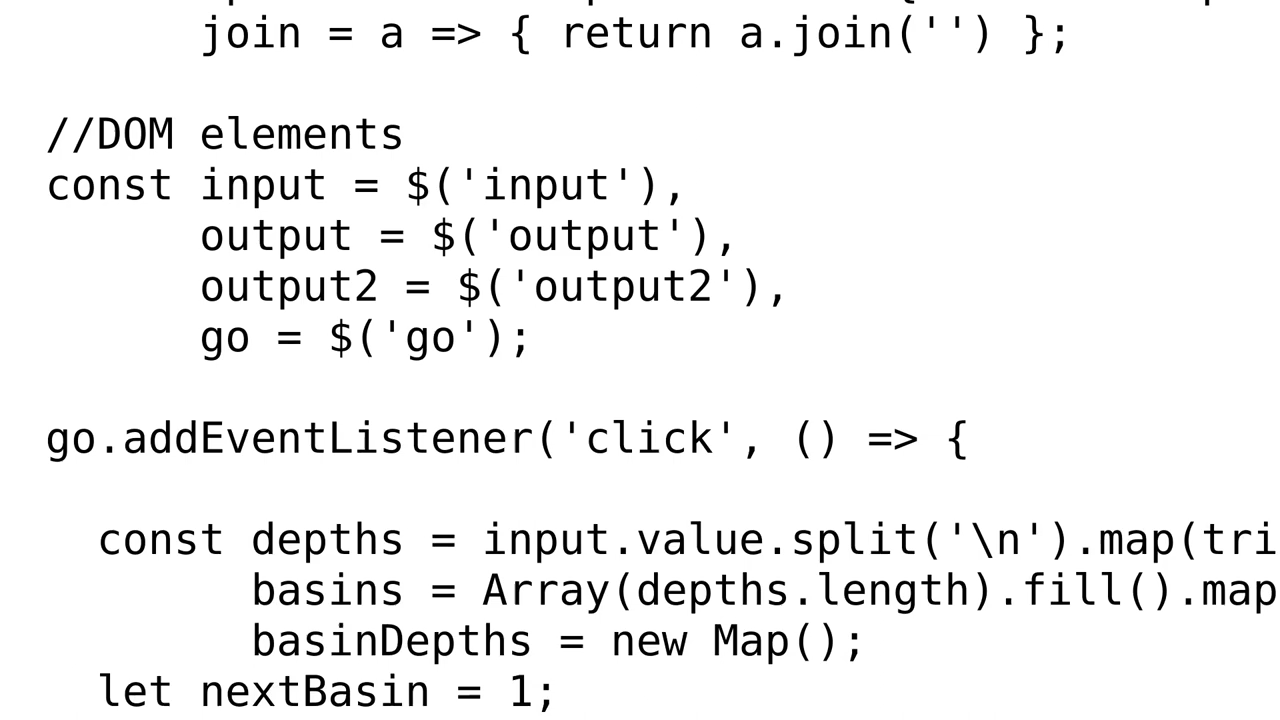 join = a => { return a.join('') };
//DOM elements
const input = $('input'),
output = $('output'),
output2 = $('output2'),
go = $('go');
go.addEventListener('click', () => {
const depths = input.value.split('\n').map(tri
basins = Array(depths.length).fill().map
basinDepths = new Map();
let nextBasin = 1;